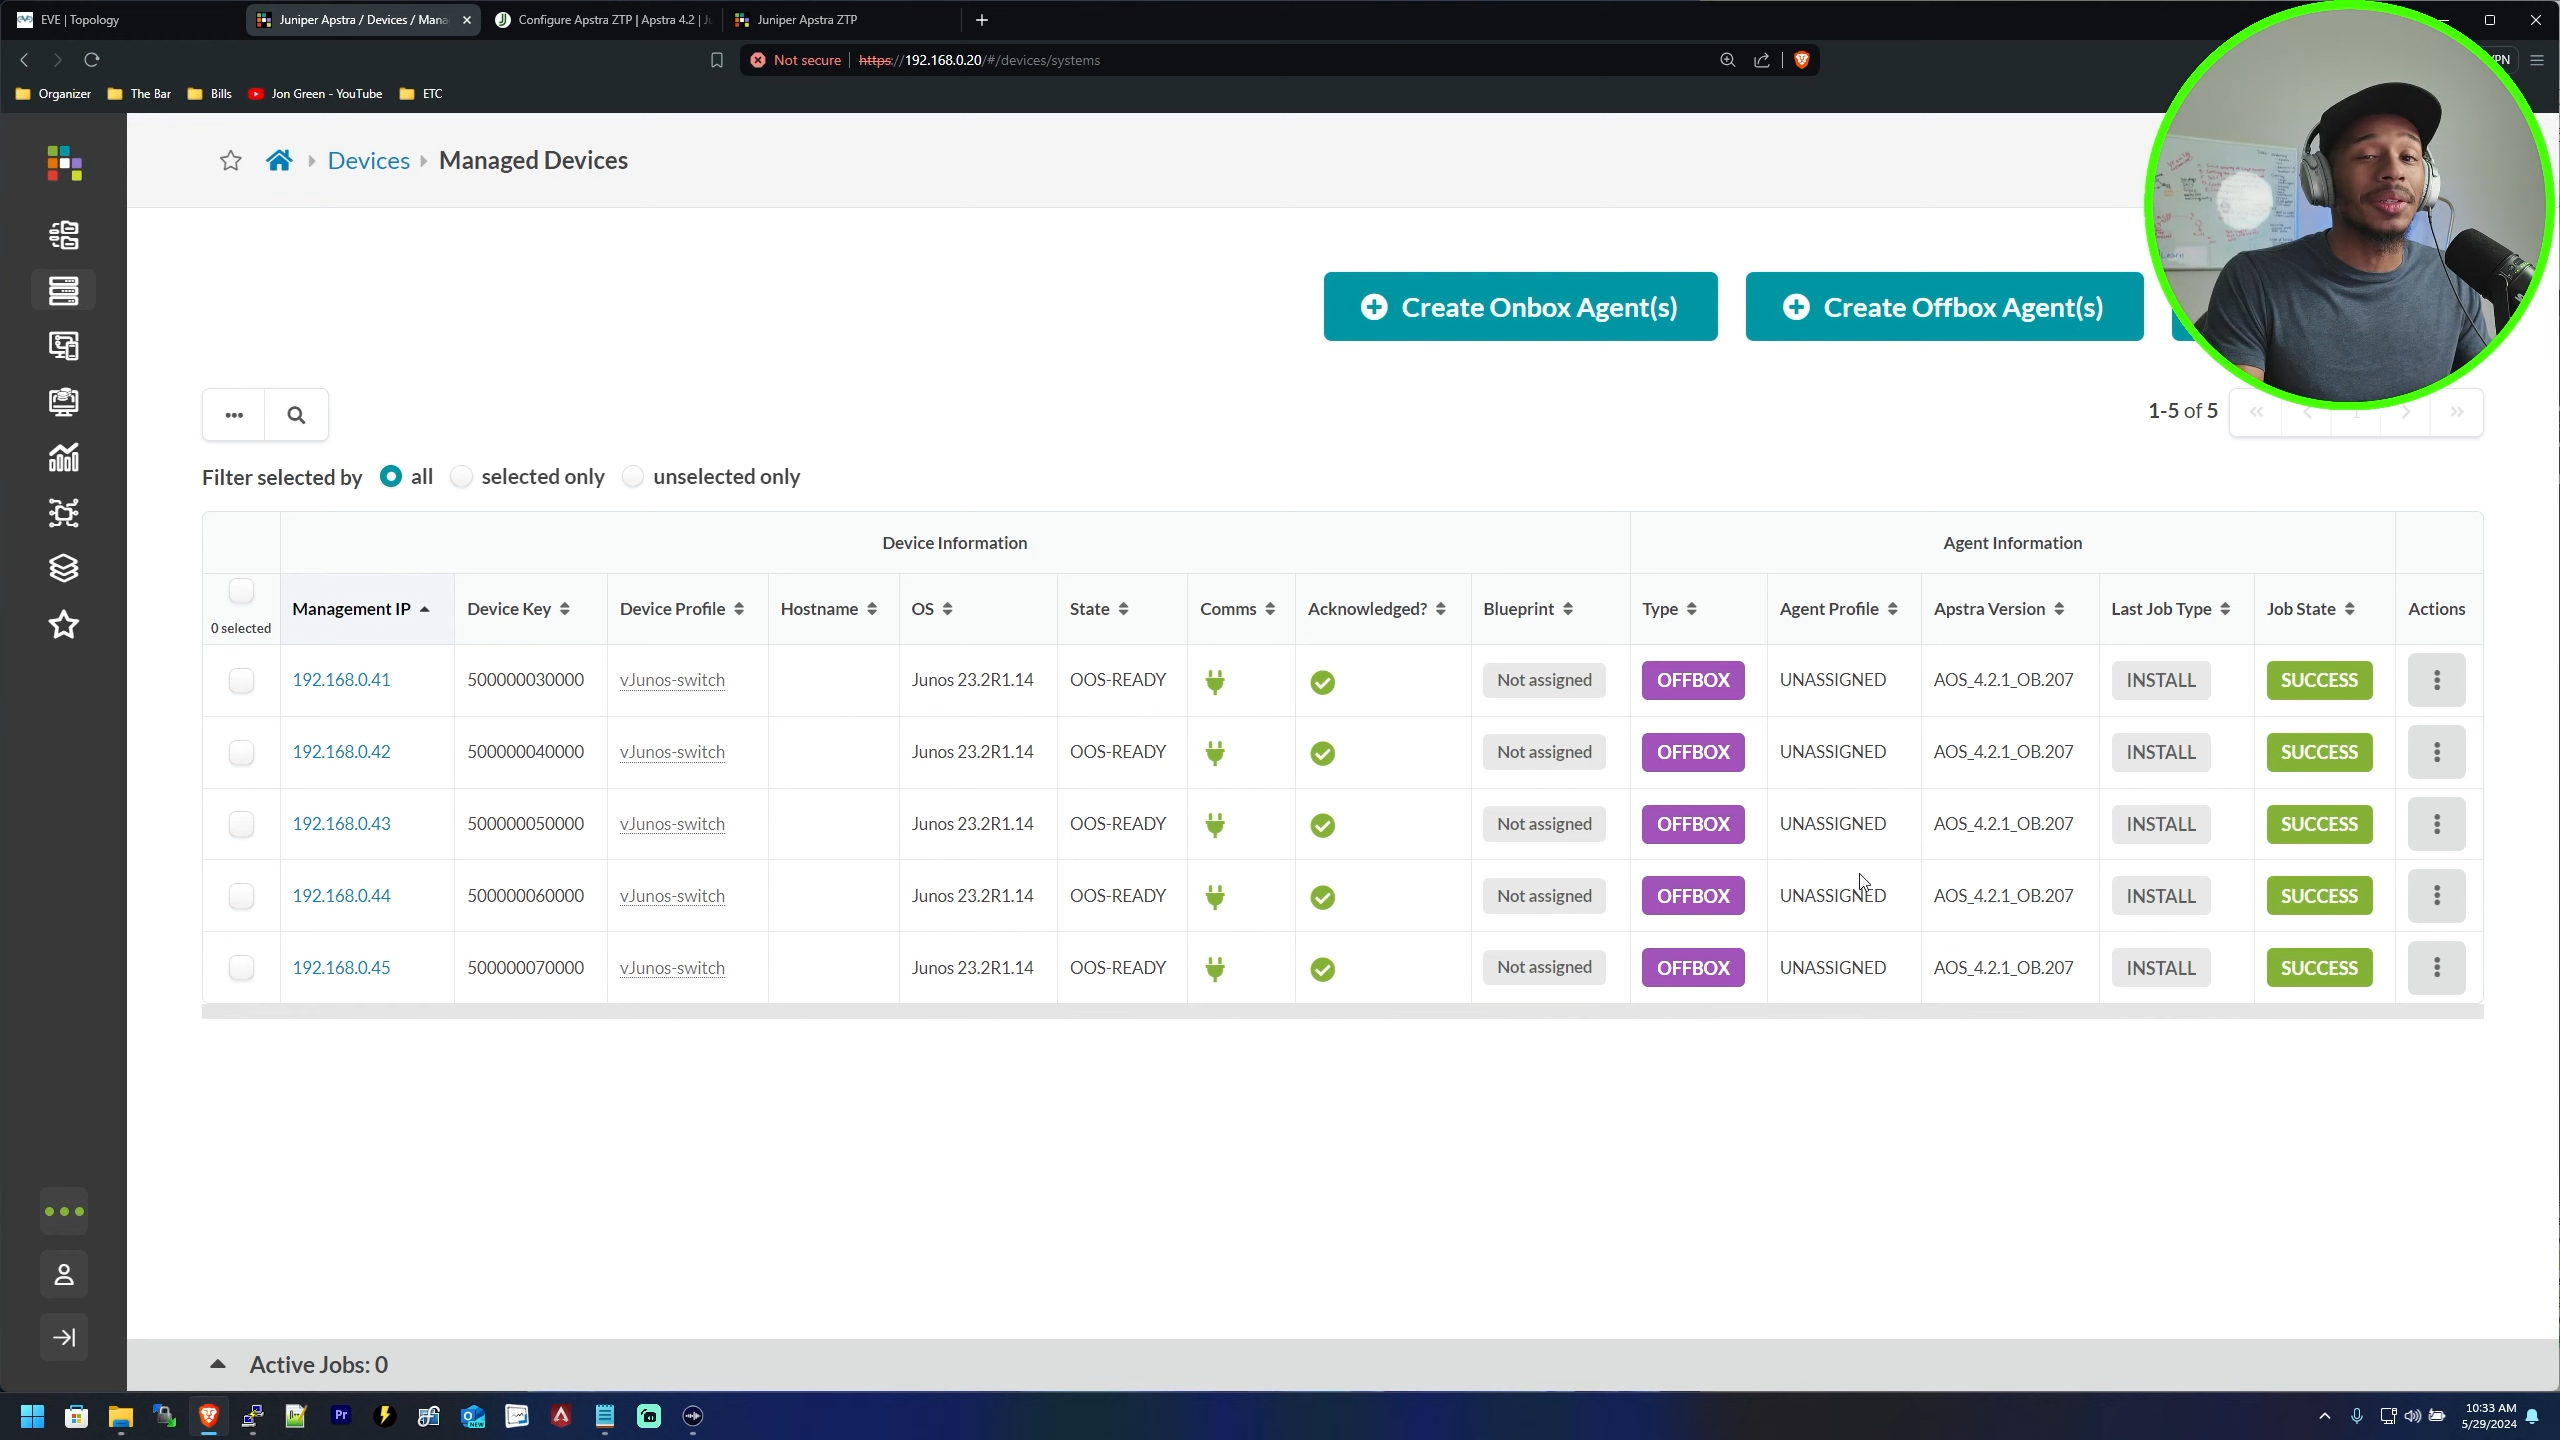 EVE | Topology
Juniper Apstra / Devices / Mana
Configure Apstra ZTP | Apstra 4.2 | Ju
Juniper Apstra ZTP
Not secure
https://192.168.0.20/#/devices/systems
VPN
Organizer
The Bar
Bills
Jon Green - YouTube
ETC
Devices
Managed Devices
Create Onbox Agent(s)
Create Offbox Agent(s)
1-5 of 5
1
Filter selected by all selected only unselected only
Device Information
Agent Information
0 selected
Management IP Device Key Device Profile Hostname OS State Comms Acknowledged? Blueprint Type Agent Profile Apstra Version Last Job Type Job State Actions
192.168.0.41 500000030000 vJunos-switch Junos 23.2R1.14 OOS-READY Not assigned OFFBOX UNASSIGNED AOS_4.2.1_OB.207 INSTALL SUCCESS
192.168.0.42 500000040000 vJunos-switch Junos 23.2R1.14 OOS-READY Not assigned OFFBOX UNASSIGNED AOS_4.2.1_OB.207 INSTALL SUCCESS
192.168.0.43 500000050000 vJunos-switch Junos 23.2R1.14 OOS-READY Not assigned OFFBOX UNASSIGNED AOS_4.2.1_OB.207 INSTALL SUCCESS
192.168.0.44 500000060000 vJunos-switch Junos 23.2R1.14 OOS-READY Not assigned OFFBOX UNASSIGNED AOS_4.2.1_OB.207 INSTALL SUCCESS
192.168.0.45 500000070000 vJunos-switch Junos 23.2R1.14 OOS-READY Not assigned OFFBOX UNASSIGNED AOS_4.2.1_OB.207 INSTALL SUCCESS
Active Jobs: 0
Pr
NEW
10:33 AM
5/29/2024